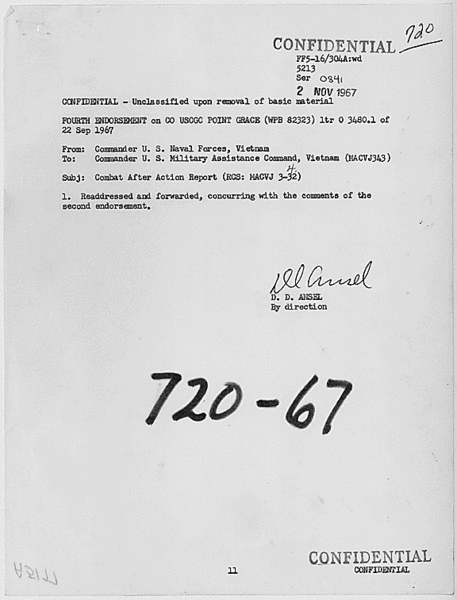 720
CONFIDENTIAL
FF5-16/304A:wd
5213
Ser 0841
2 NOV 1967
CONFIDENTIAL - Unclassified upon removal of basic material
FOURTH ENDORSEMENT on CO USCGC POINT GRACE (WPB 82323) ltr O 3480.1 of
22 Sep 1967
From: Commander U. S. Naval Forces, Vietnam
To: Commander U. S. Military Assistance Command, Vietnam (MACVJ343)
Subj: Combat After Action Report (RCS: MACVJ 3-32) 4
1. Readdressed and forwarded, concurring with the comments of the
second endorsement.
DD Ansel
D. D. ANSEL
By direction
720-67
11
CONFIDENTIAL
CONFIDENTIAL